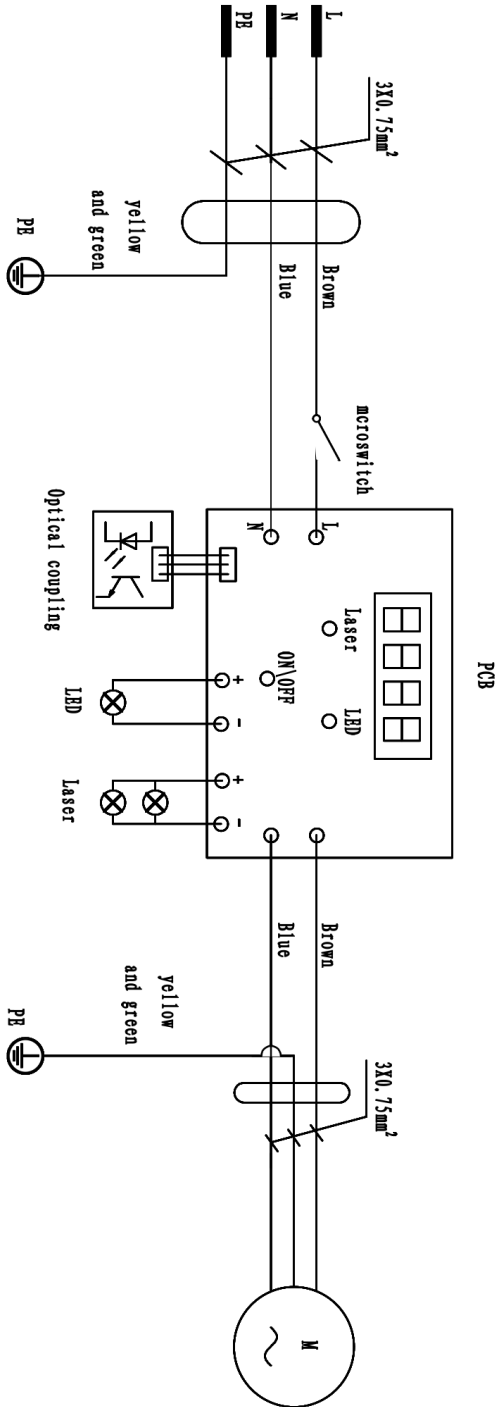 L
N
PE
3X0.75mm²
yellow
and green
PE
Brown
Blue
mcroswitch
PCB
L
N
Laser
LED
ON\OFF
+
-
+
-
Optical coupling
LED
Laser
Brown
Blue
yellow
and green
PE
3X0.75mm²
M